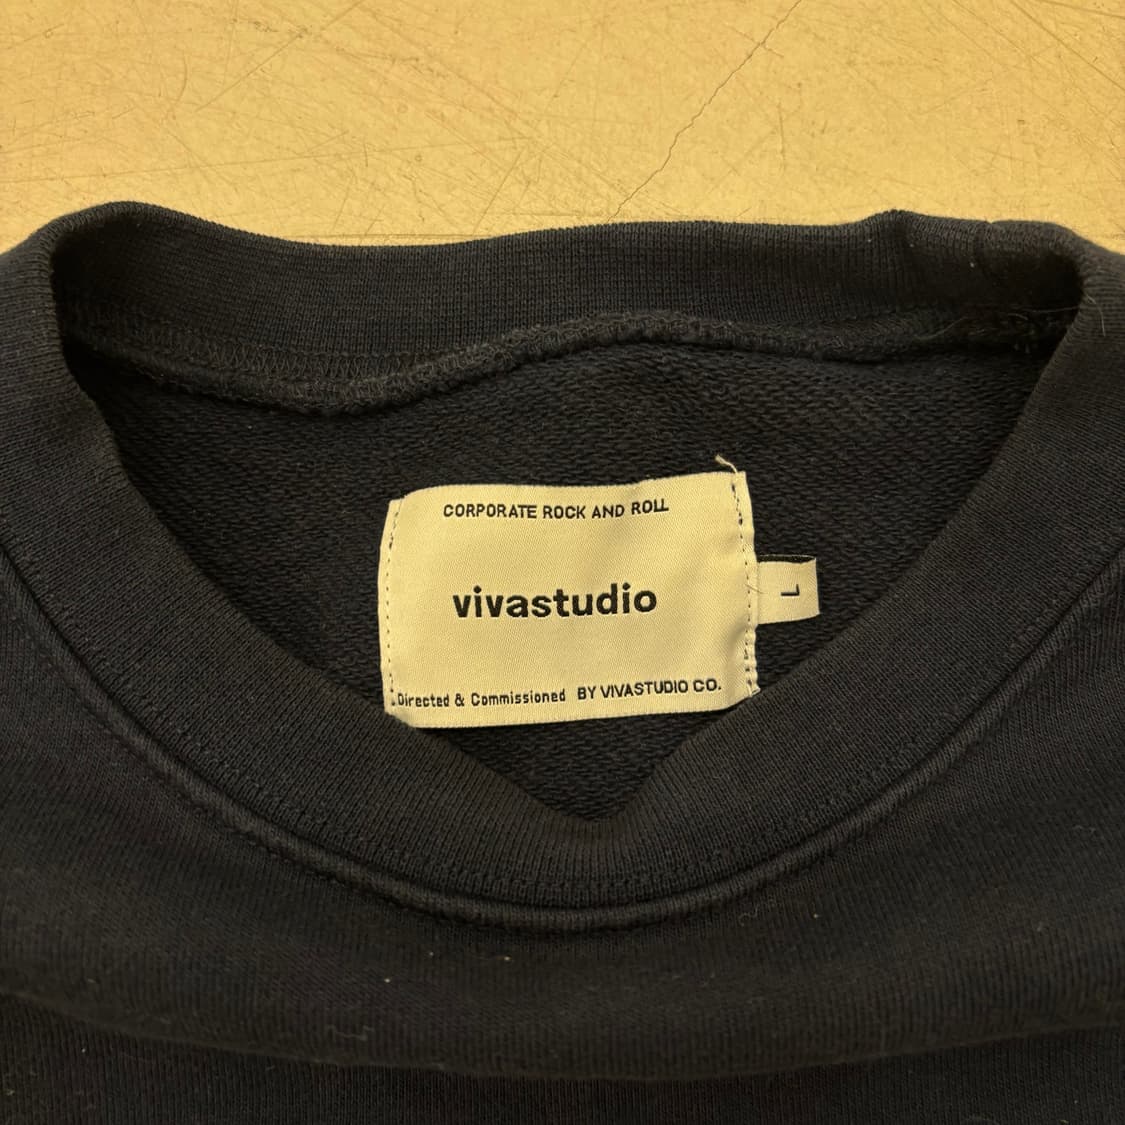 CORPORATE ROCK AND ROLL
vivastudio
L
Directed & Commissioned BY VIVASTUDIO CO.